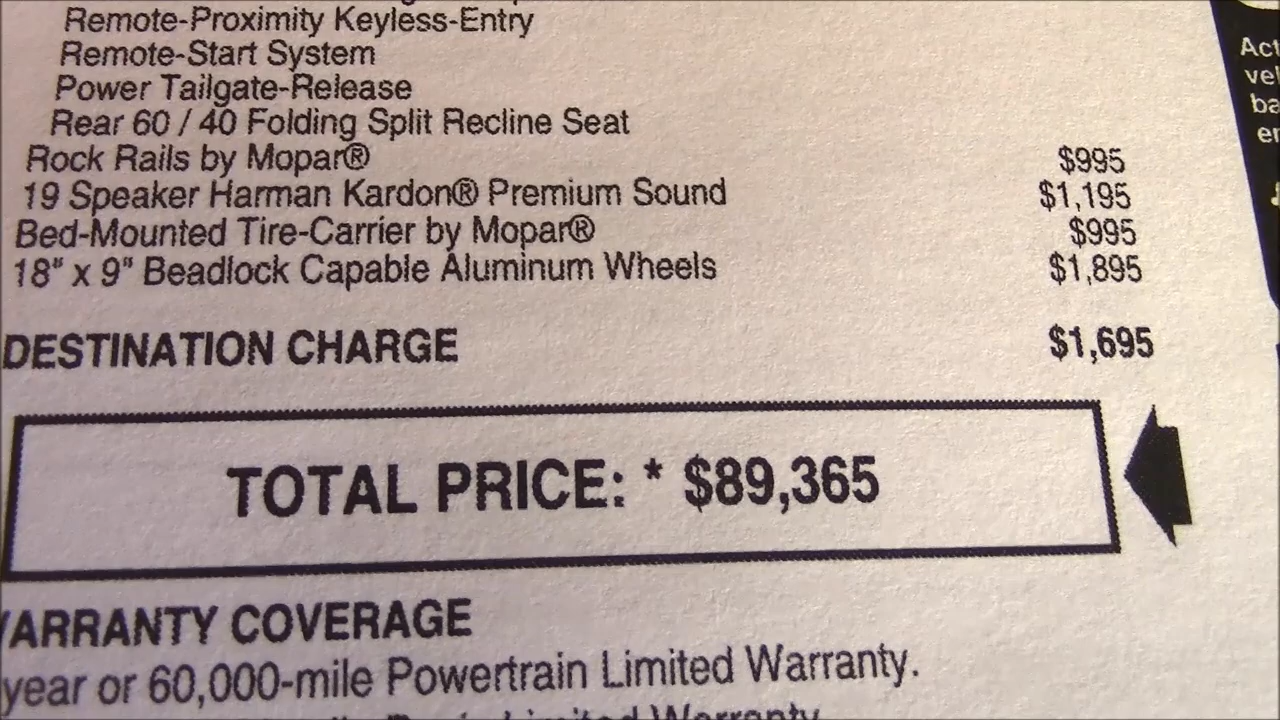 Remote-Proximity Keyless-Entry
Remote-Start System
Power Tailgate-Release
Rear 60 / 40 Folding Split Recline Seat
Rock Rails by Mopar® $995
19 Speaker Harman Kardon® Premium Sound $1,195
Bed-Mounted Tire-Carrier by Mopar® $995
18" x 9" Beadlock Capable Aluminum Wheels $1,895
DESTINATION CHARGE $1,695
TOTAL PRICE: * $89,365
WARRANTY COVERAGE
year or 60,000-mile Powertrain Limited Warranty.
Limited Warranty.